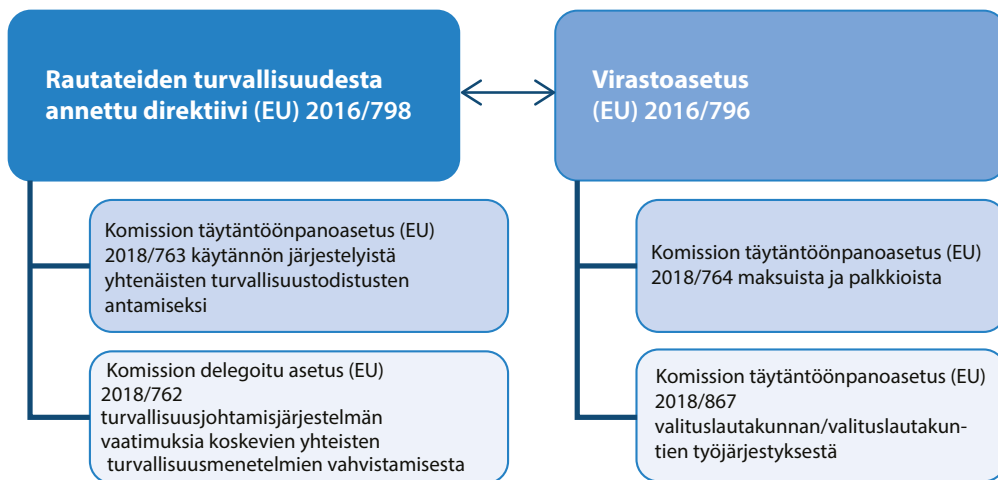 Rautateiden turvallisuudesta
annettu direktiivi (EU) 2016/798
Virastoasetus
(EU) 2016/796
Komission täytäntöönpanoasetus (EU)
2018/763 käytännön järjestelyistä
yhtenäisten turvallisuustodistusten
antamiseksi
Komission täytäntöönpanoasetus (EU)
2018/764 maksuista ja palkkioista
Komission delegoitu asetus (EU)
2018/762
turvallisuusjohtamisjärjestelmän
vaatimuksia koskevien yhteisten
turvallisuusmenetelmien vahvistamisesta
Komission täytäntöönpanoasetus (EU)
2018/867
valituslautakunnan/valituslautakun-
tien työjärjestyksestä